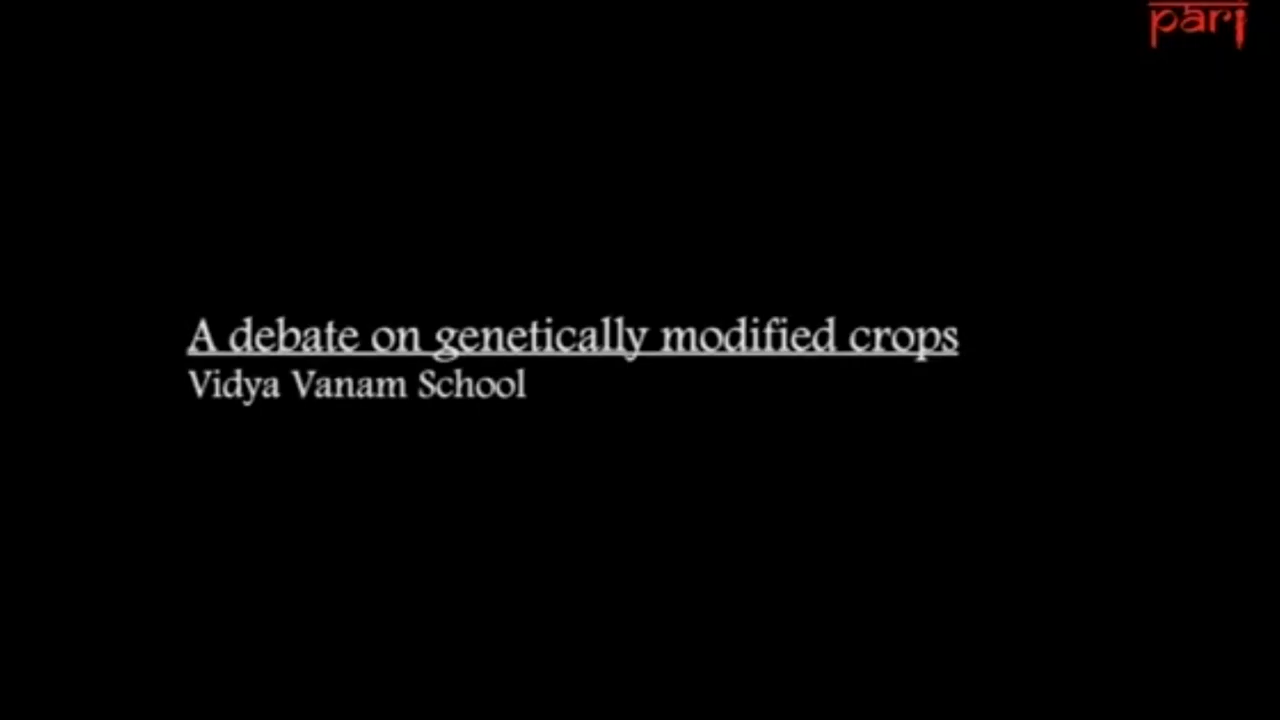 pari
A debate on genetically modified crops
Vidya Vanam School